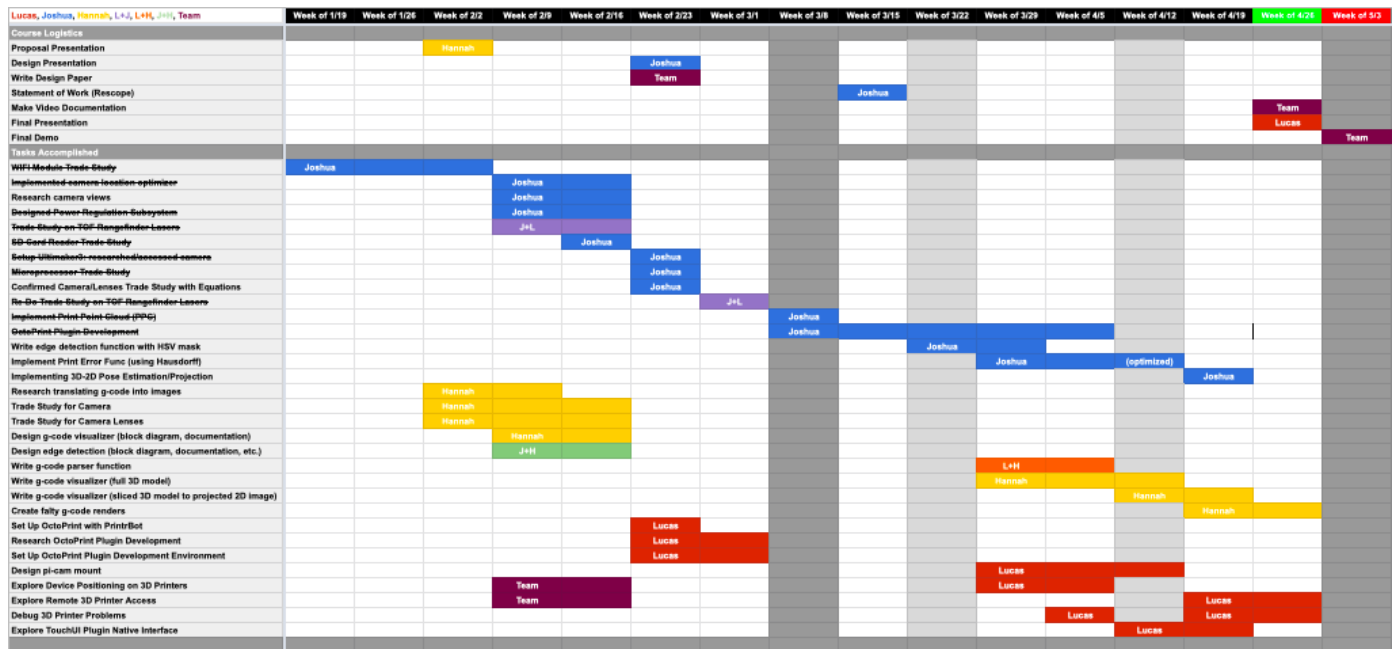 Lucas, Joshua, Hannah, L+J, L+H, J+H, Team Week of 1/19 Week of 1/26 Week of 2/2 Week of 2/9 Week of 2/16 Week of 2/23 Week of 3/1 Week of 3/8 Week of 3/15 Week of 3/22 Week of 3/29 Week of 4/5 Week of 4/12 Week of 4/19 Week of 4/26 Week of 5/3
Course Logistics
Proposal Presentation Hannah
Design Presentation Joshua
Write Design Paper Team
Statement of Work (Rescope) Joshua
Make Video Documentation Team
Final Presentation Lucas
Final Demo Team
Tasks Accomplished
WIFI Module Trade Study Joshua
Implemented camera location optimizer Joshua
Research camera views Joshua
Designed Power Regulation Subsystem Joshua
Trade Study on TOF Rangefinder Lasers J+L
SD Card Reader Trade Study Joshua
Setup Ultimaker3: researched/accessed camera Joshua
Microprocessor Trade Study Joshua
Confirmed Camera/Lenses Trade Study with Equations Joshua
Re-Do Trade Study on TOF Rangefinder Lasers J+L
Implement Print Point Cloud (PPC) Joshua
OctoPrint Plugin Development Joshua
Write edge detection function with HSV mask Joshua
Implement Print Error Func (using Hausdorff) Joshua (optimized)
Implementing 3D-2D Pose Estimation/Projection Joshua
Research translating g-code into images Hannah
Trade Study for Camera Hannah
Trade Study for Camera Lenses Hannah
Design g-code visualizer (block diagram, documentation) Hannah
Design edge detection (block diagram, documentation, etc.) J+H
Write g-code parser function L+H
Write g-code visualizer (full 3D model) Hannah
Write g-code visualizer (sliced 3D model to projected 2D image) Hannah
Create falty g-code renders Hannah
Set Up OctoPrint with PrintrBot Lucas
Research OctoPrint Plugin Development Lucas
Set Up OctoPrint Plugin Development Environment Lucas
Design pi-cam mount Lucas
Explore Device Positioning on 3D Printers Team Lucas
Explore Remote 3D Printer Access Team Lucas
Debug 3D Printer Problems Lucas Lucas
Explore TouchUI Plugin Native Interface Lucas